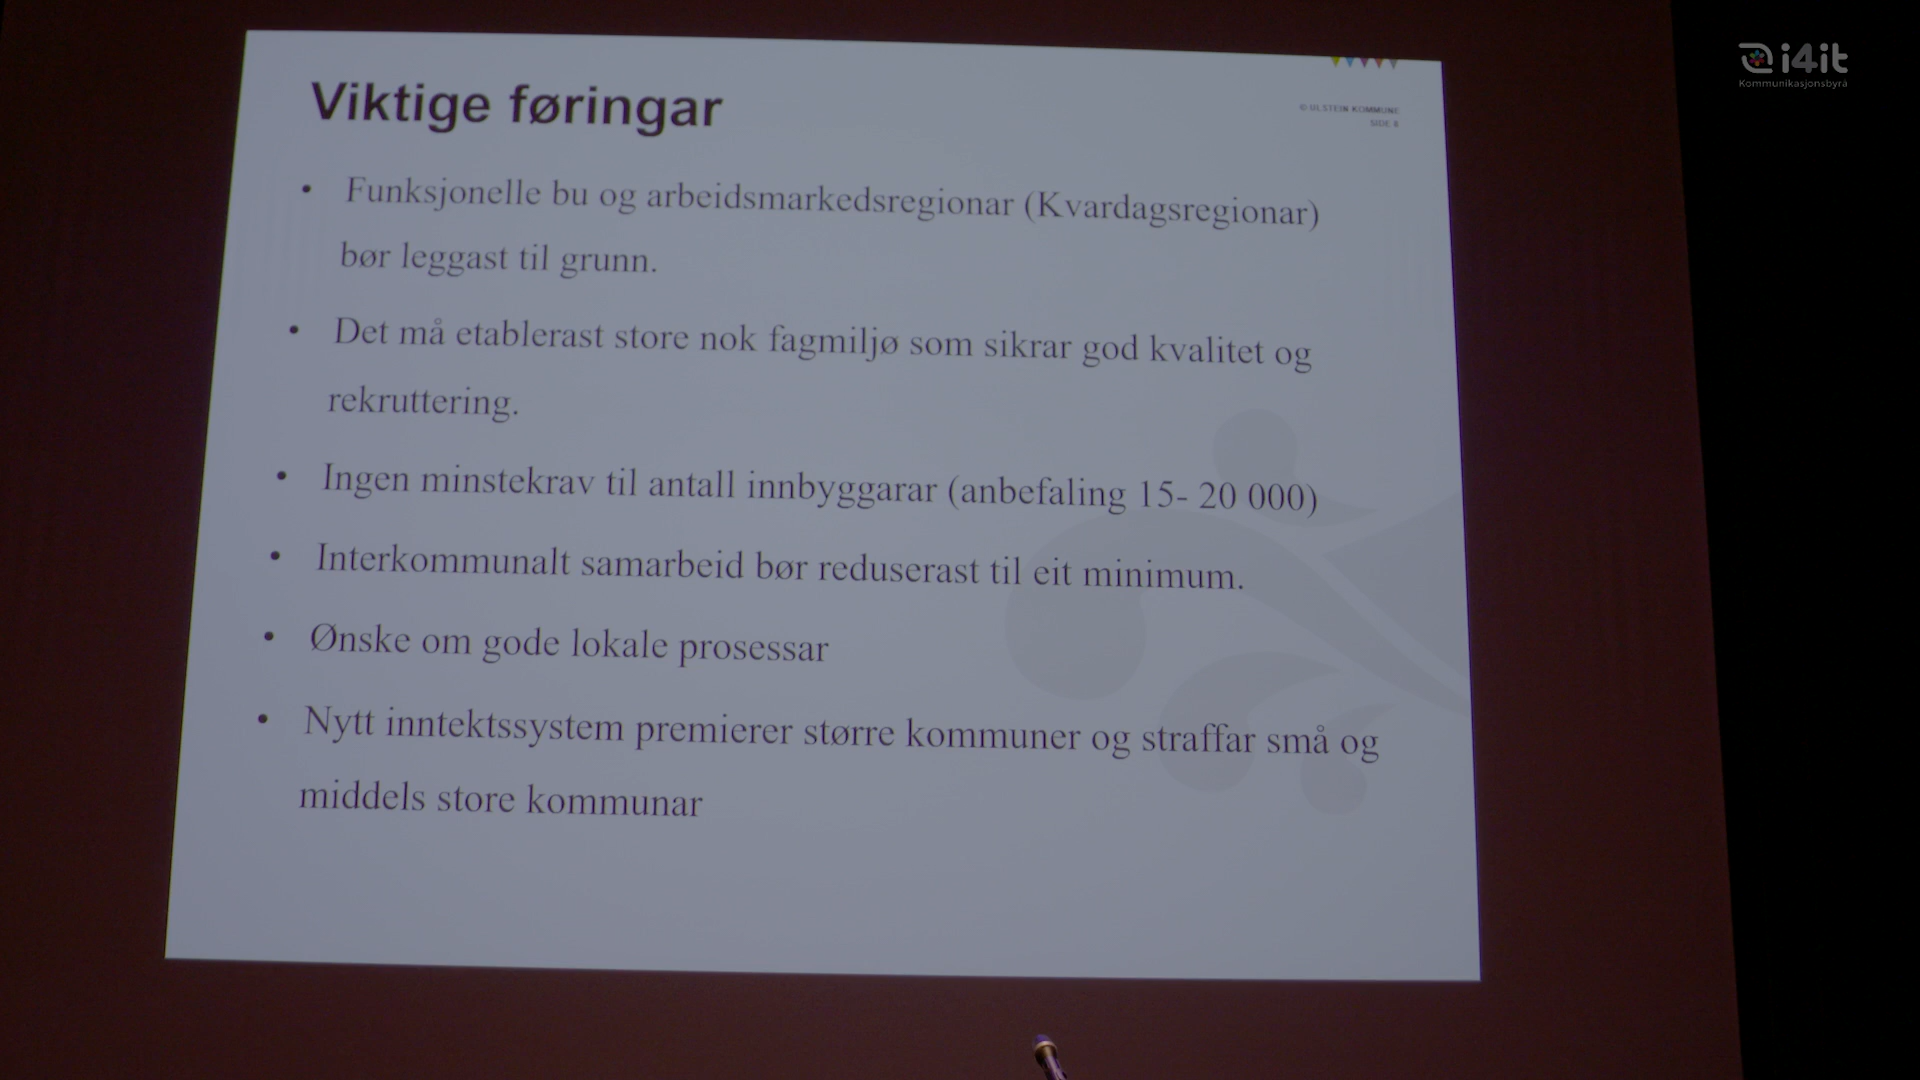 i4it
Kommunikasjonsbyrå
Viktige føringar
© ULSTEIN KOMMUNE
SIDE 8
• Funksjonelle bu og arbeidsmarkedsregionar (Kvardagsregionar)
bør leggast til grunn.
• Det må etablerast store nok fagmiljø som sikrar god kvalitet og
rekruttering.
• Ingen minstekrav til antall innbyggarar (anbefaling 15- 20 000)
• Interkommunalt samarbeid bør reduserast til eit minimum.
• Ønske om gode lokale prosessar
• Nytt inntektssystem premierer større kommuner og straffar små og
middels store kommunar